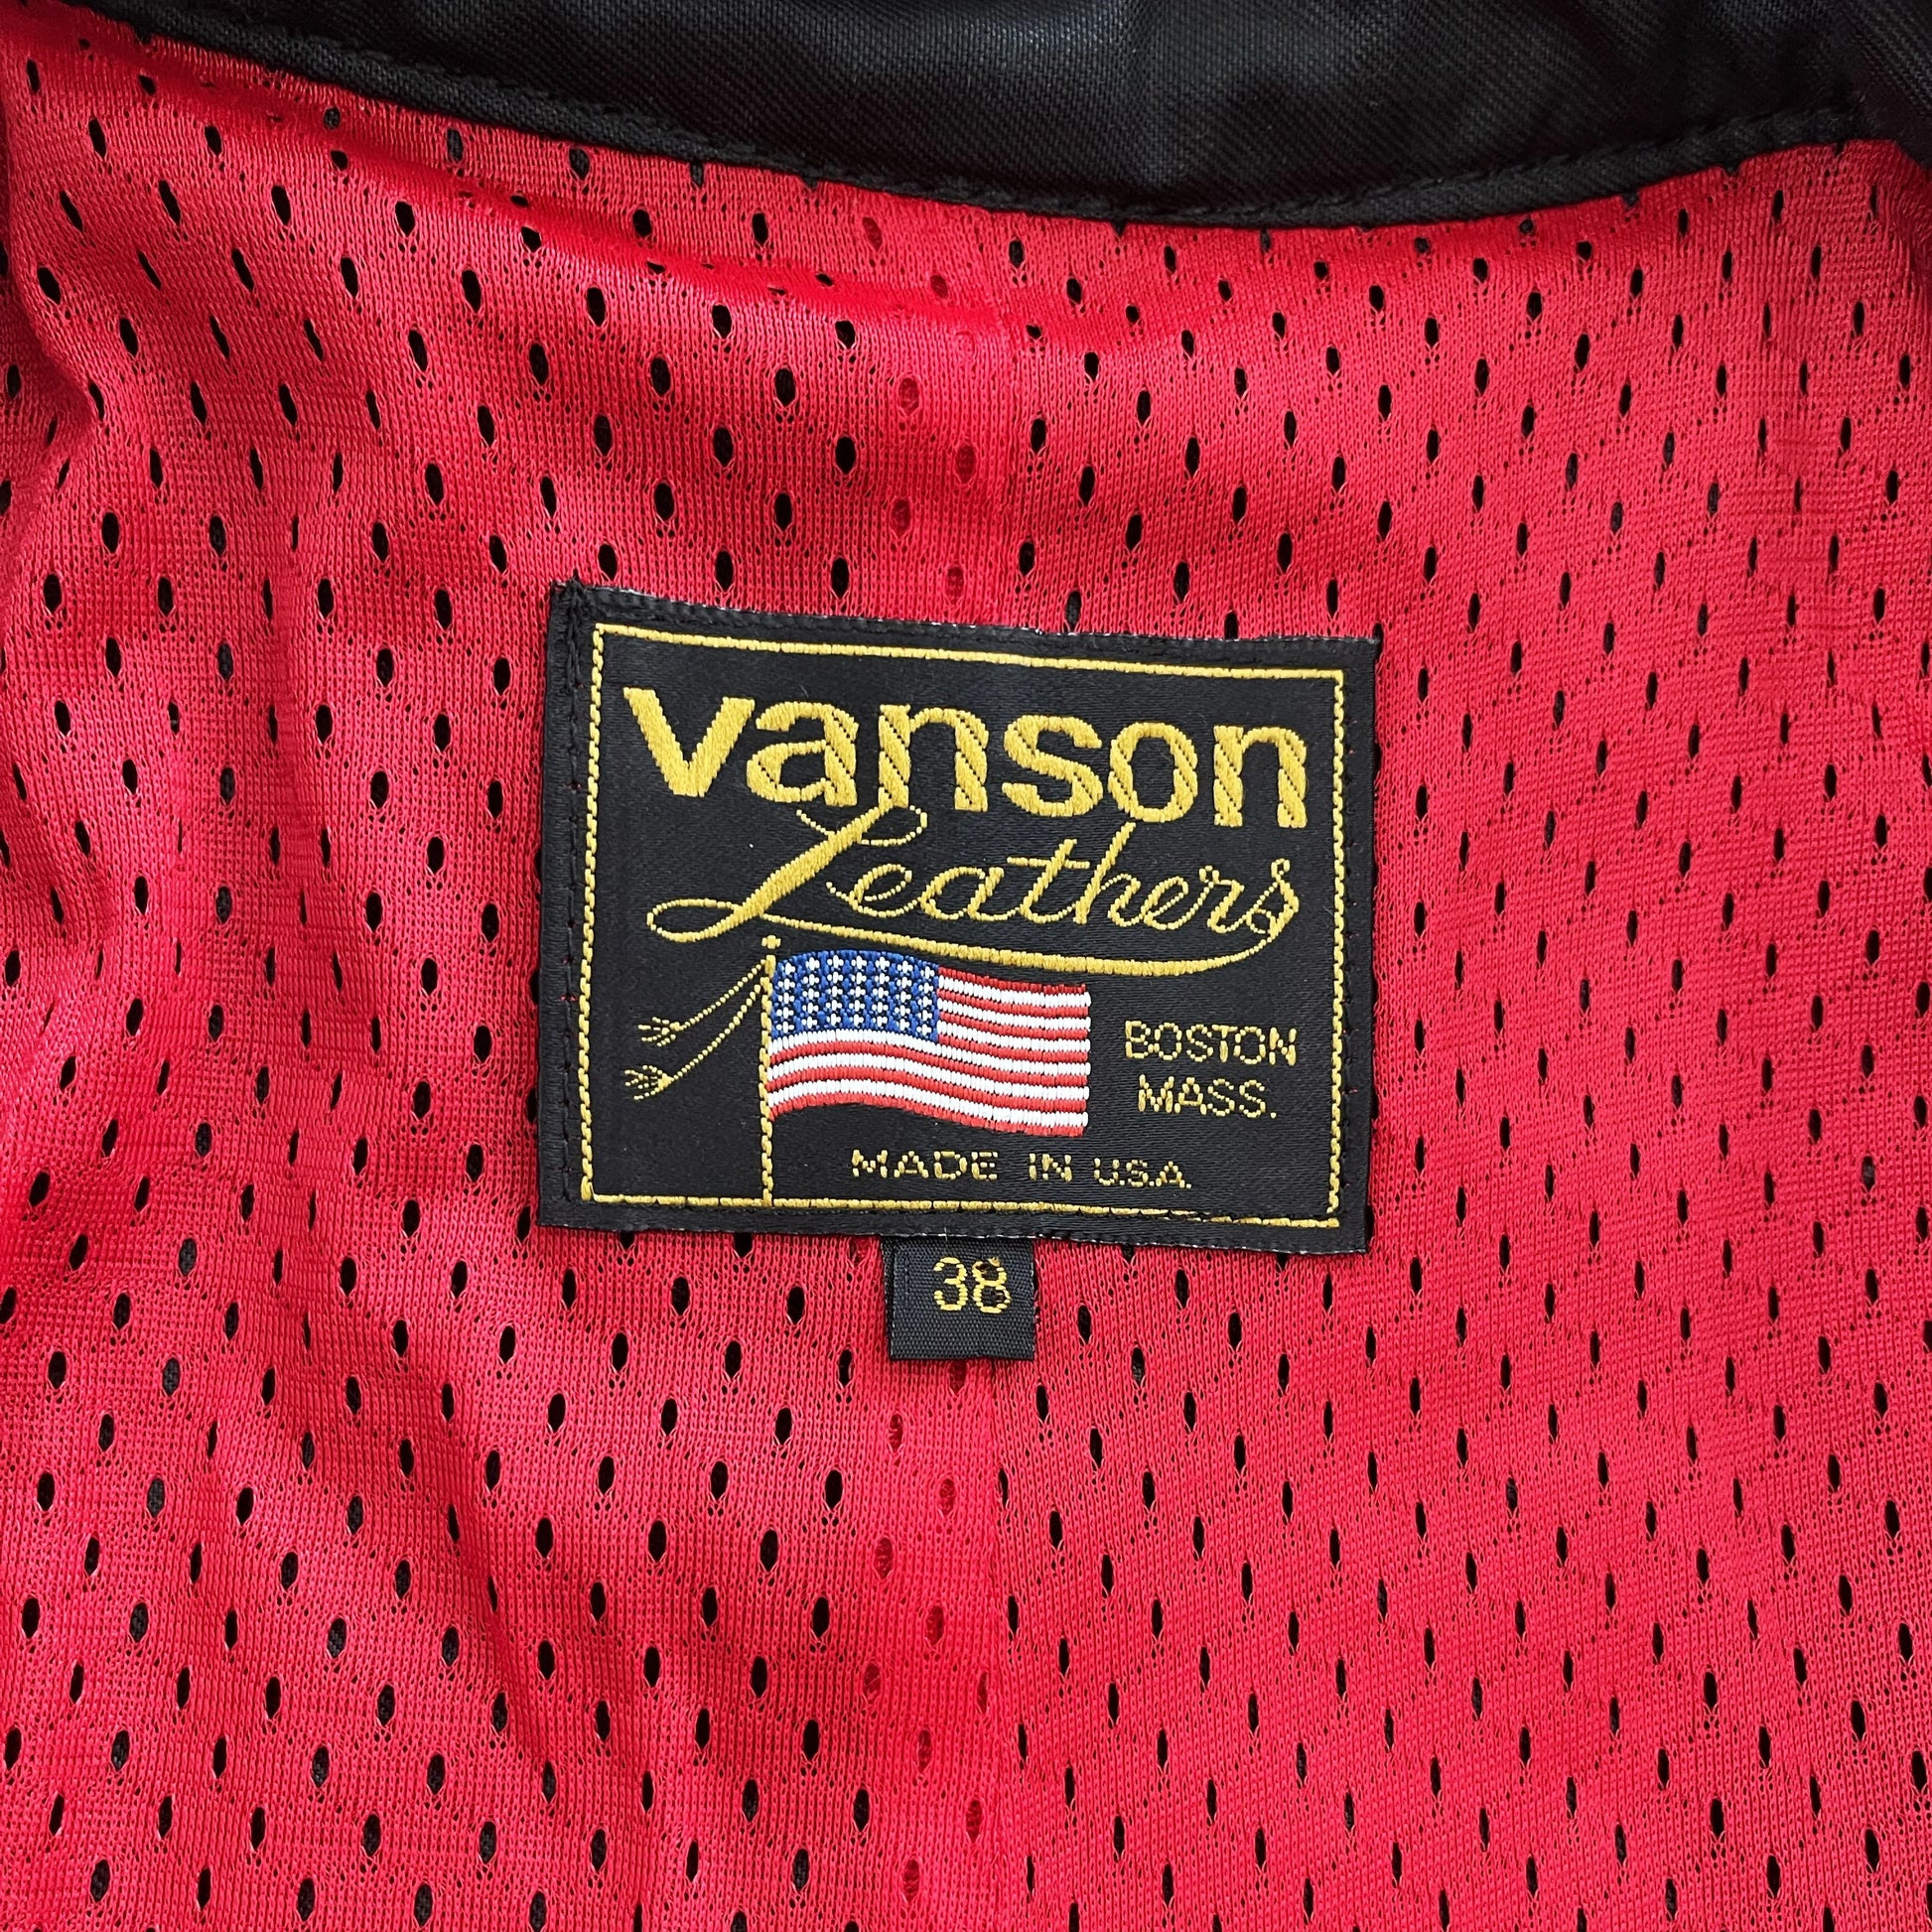 vanson
Leathers
BOSTON
MASS.
MADE IN U.S.A.
38